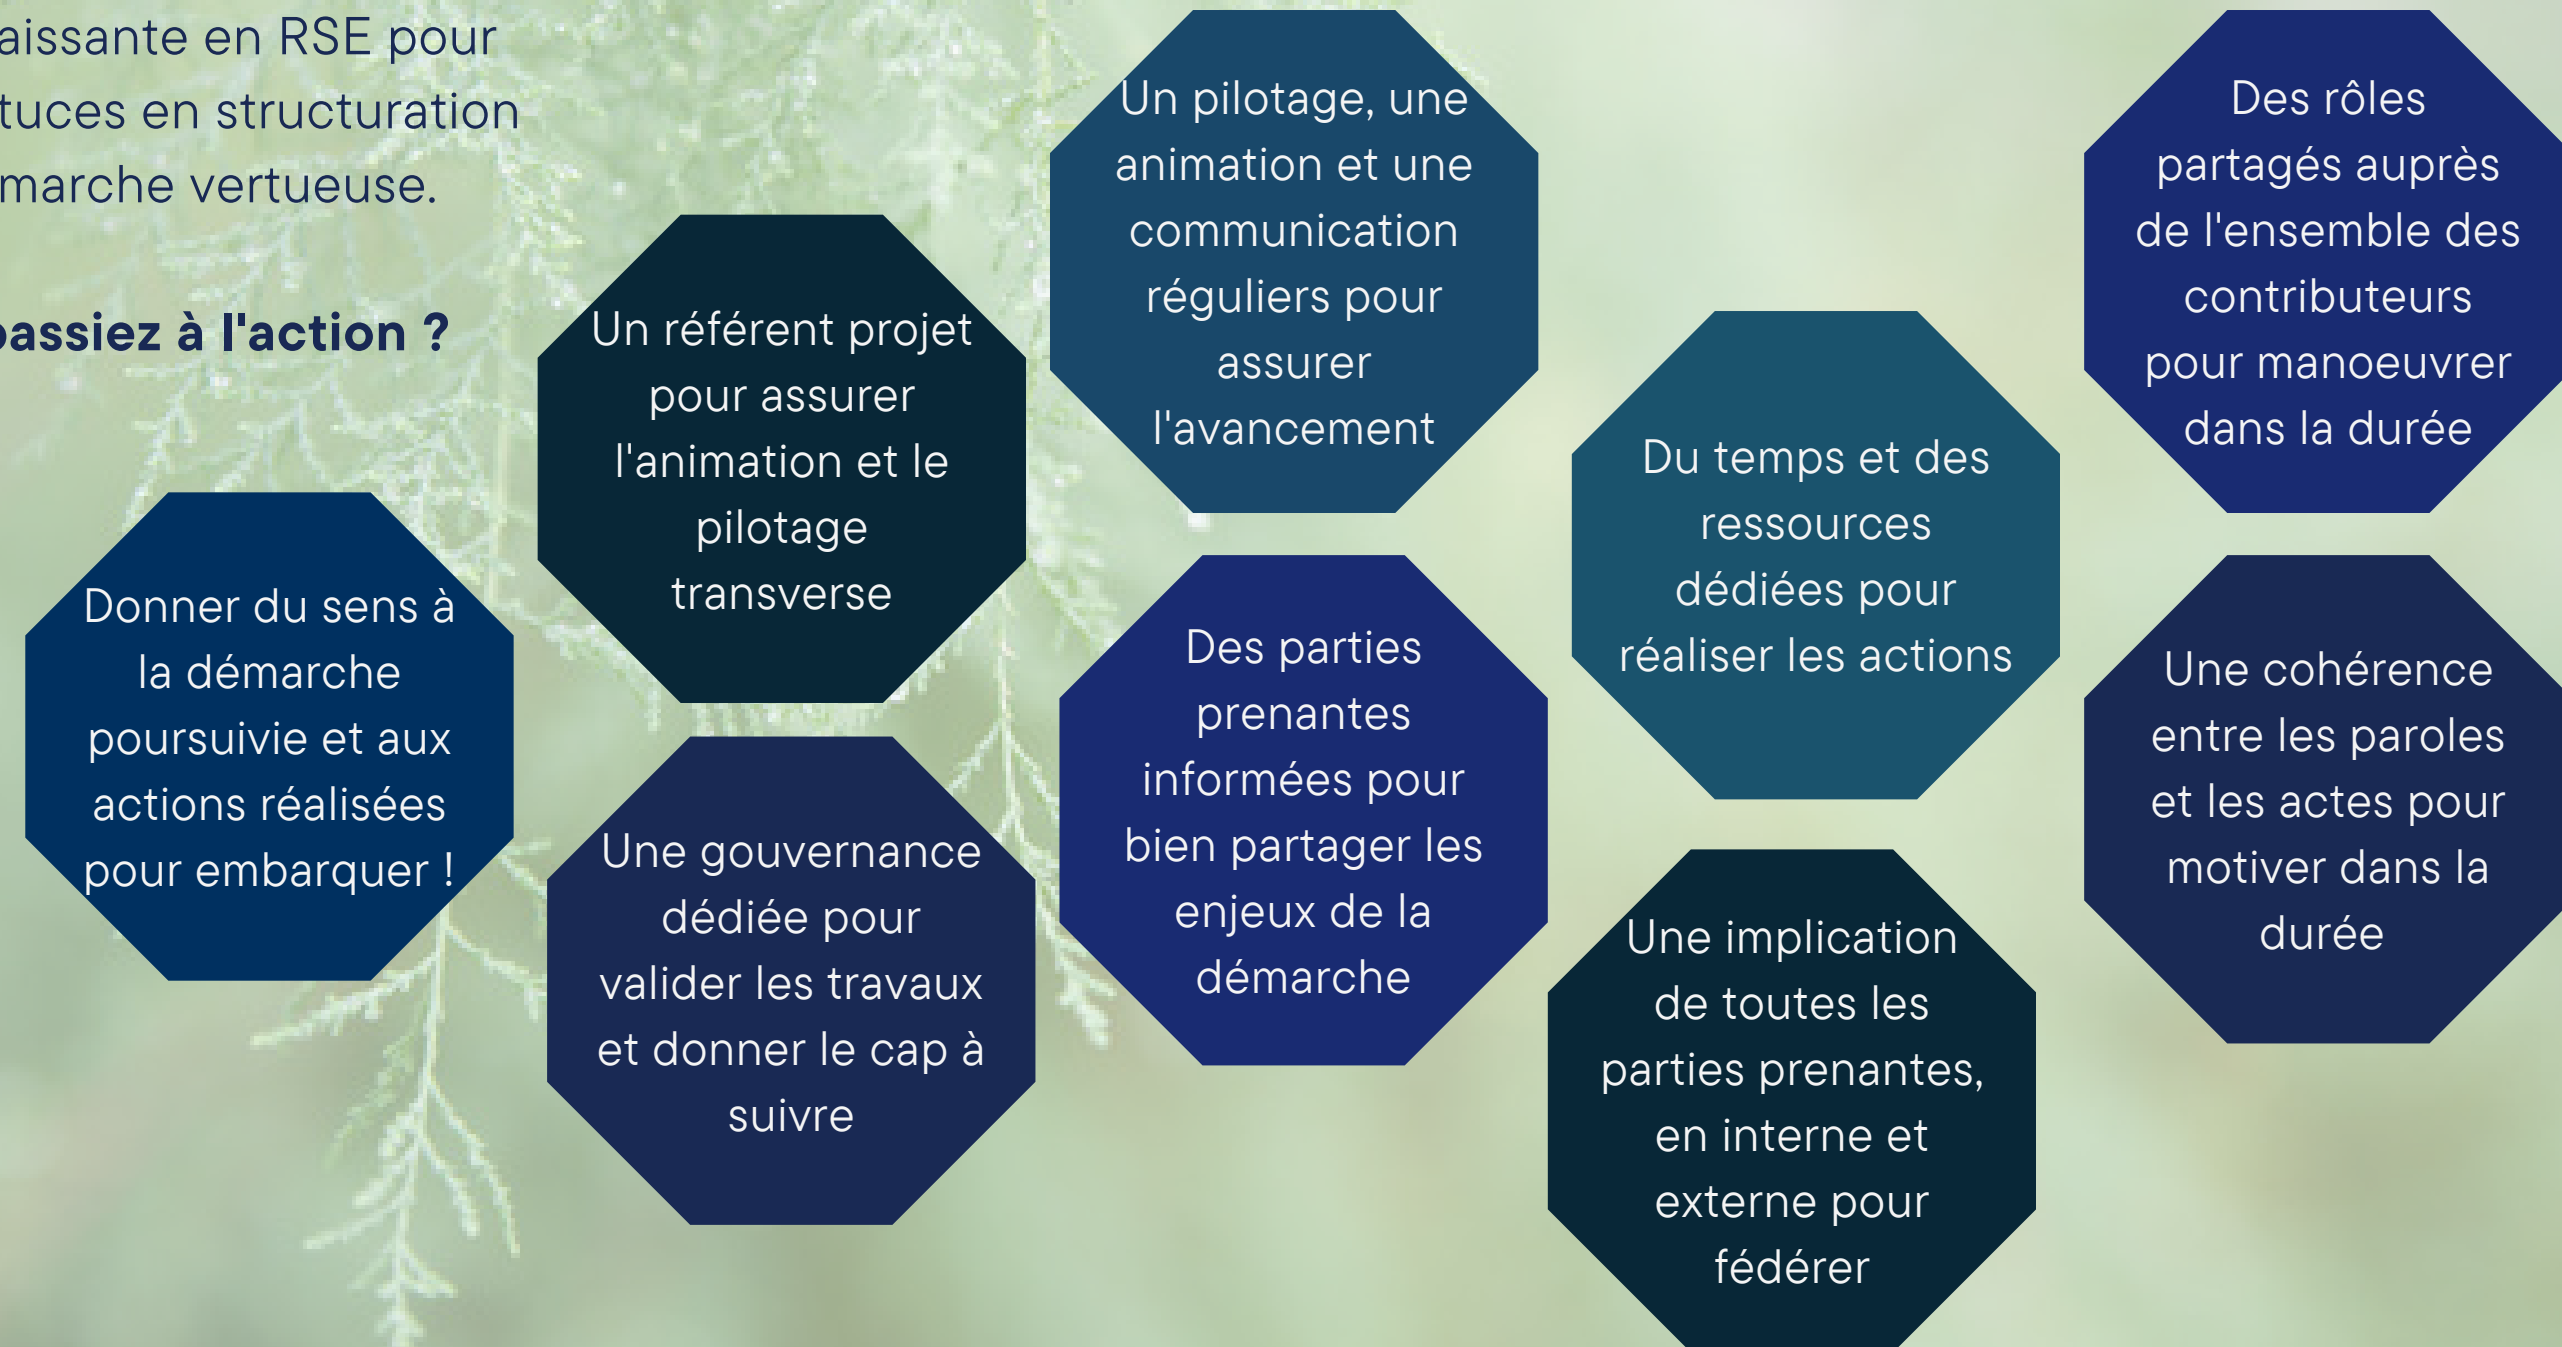 aissante en RSE pour
tuces en structuration
marche vertueuse.
passiez à l'action ?
Donner du sens à
la démarche
poursuivie et aux
actions réalisées
pour embarquer !
Un référent projet
pour assurer
l'animation et le
pilotage
transverse
Une gouvernance
dédiée pour
valider les travaux
et donner le cap à
suivre
Un pilotage, une
animation et une
communication
réguliers pour
assurer
l'avancement
Des parties
prenantes
informées pour
bien partager les
enjeux de la
démarche
Du temps et des
ressources
dédiées pour
réaliser les actions
Une implication
de toutes les
parties prenantes,
en interne et
externe pour
fédérer
Des rôles
partagés auprès
de l'ensemble des
contributeurs
pour manoeuvrer
dans la durée
Une cohérence
entre les paroles
et les actes pour
motiver dans la
durée